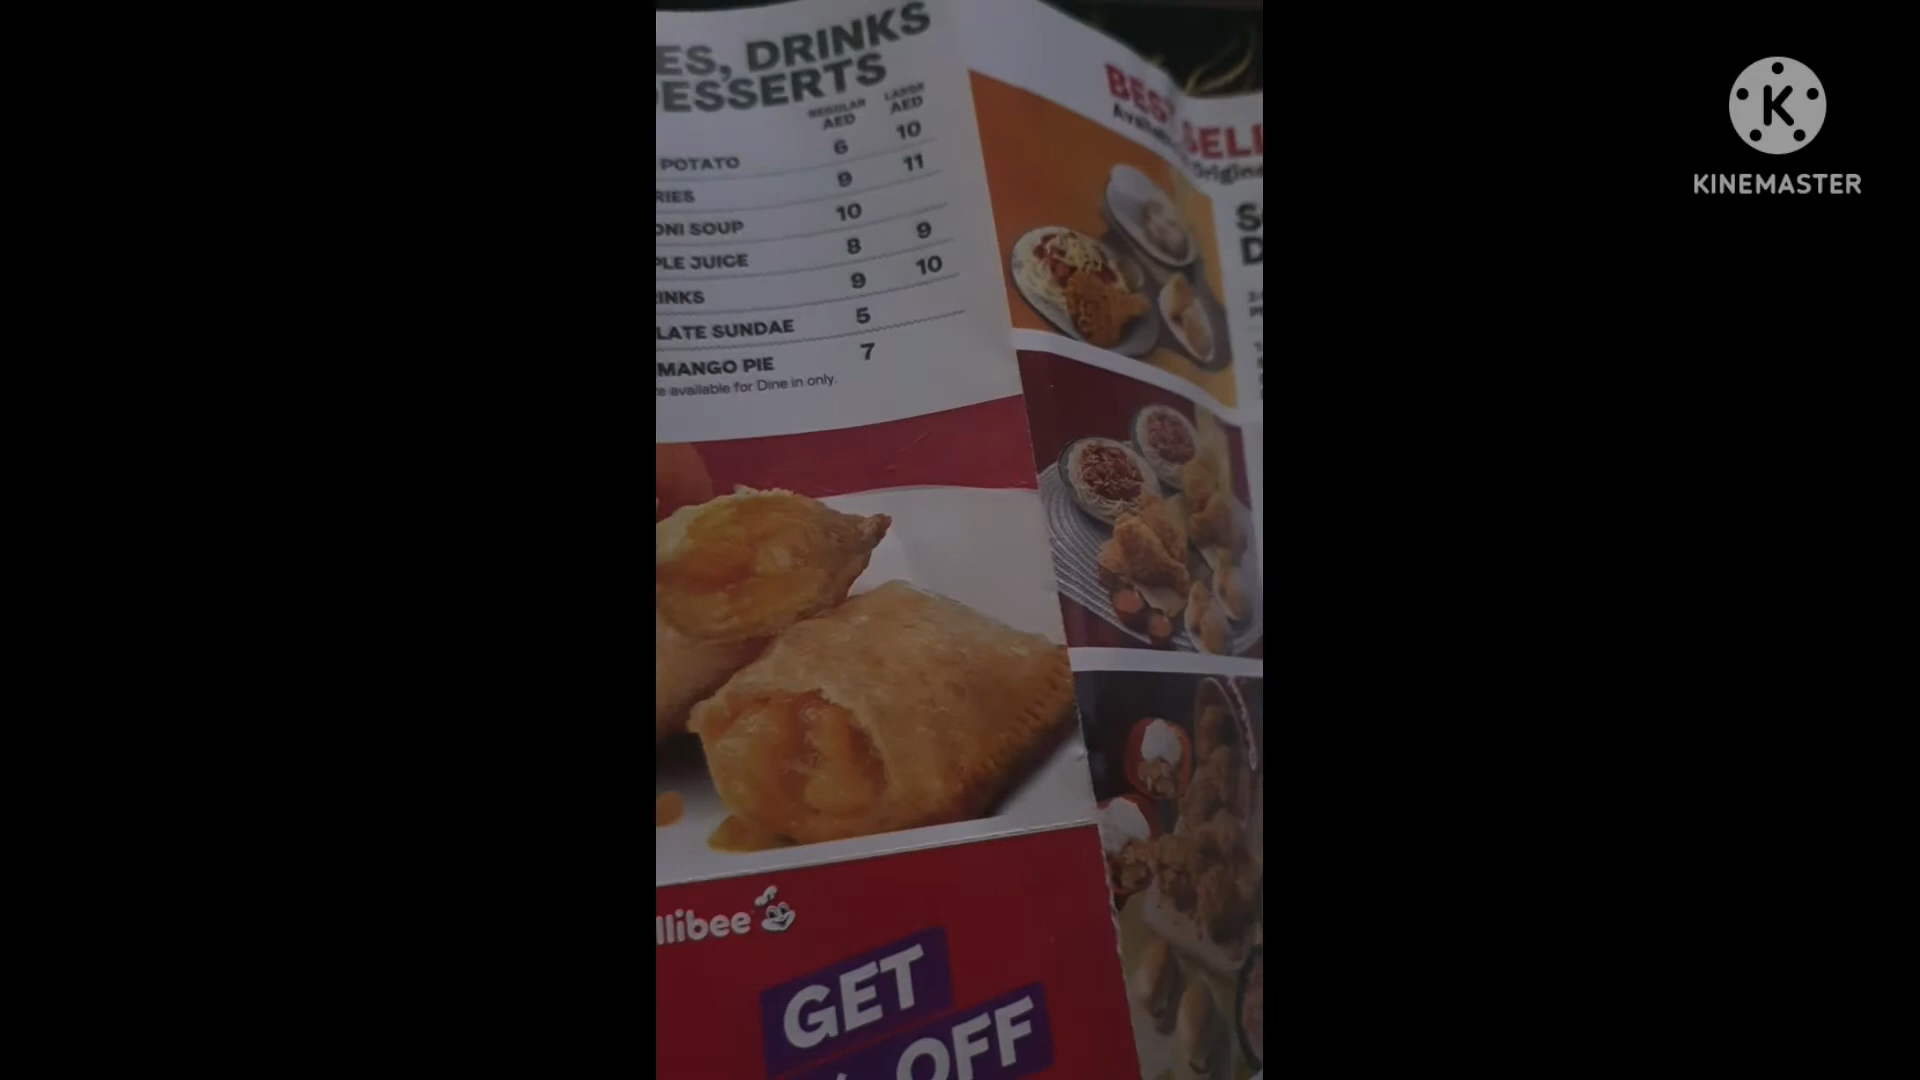 ES, DRINKS
ESSERTS
REGULAR AED
LARGE AED
POTATO 6 10
RIES 9 11
ONI SOUP 10
PLE JUICE 8 9
INKS 9 10
LATE SUNDAE 5
MANGO PIE 7
e available for Dine in only.
llibee
GET
OFF
BEST
SELL
Origina
K
KINEMASTER